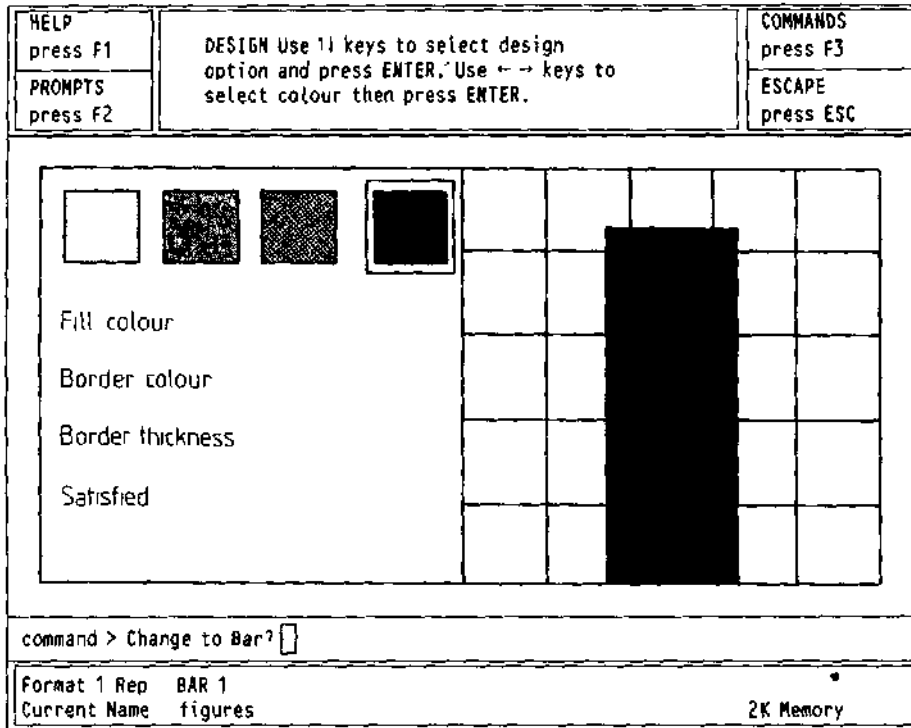 HELP
press F1
PROMPTS
press F2
DESIGN Use ↑↓ keys to select design
option and press ENTER. Use ← → keys to
select colour then press ENTER.
COMMANDS
press F3
ESCAPE
press ESC
Fill colour
Border colour
Border thickness
Satisfied
command > Change to Bar?
Format 1 Rep BAR 1
Current Name figures
2K Memory